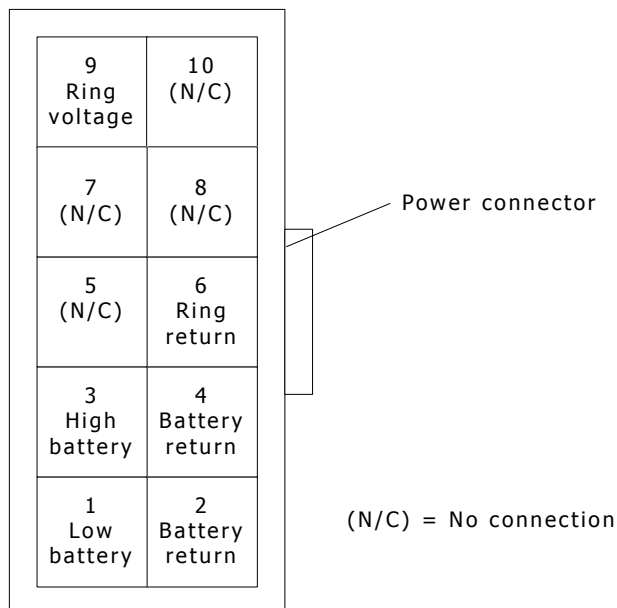 9
Ring
voltage
10
(N/C)
7
(N/C)
8
(N/C)
Power connector
5
(N/C)
6
Ring
return
3
High
battery
4
Battery
return
1
Low
battery
2
Battery
return
(N/C) = No connection